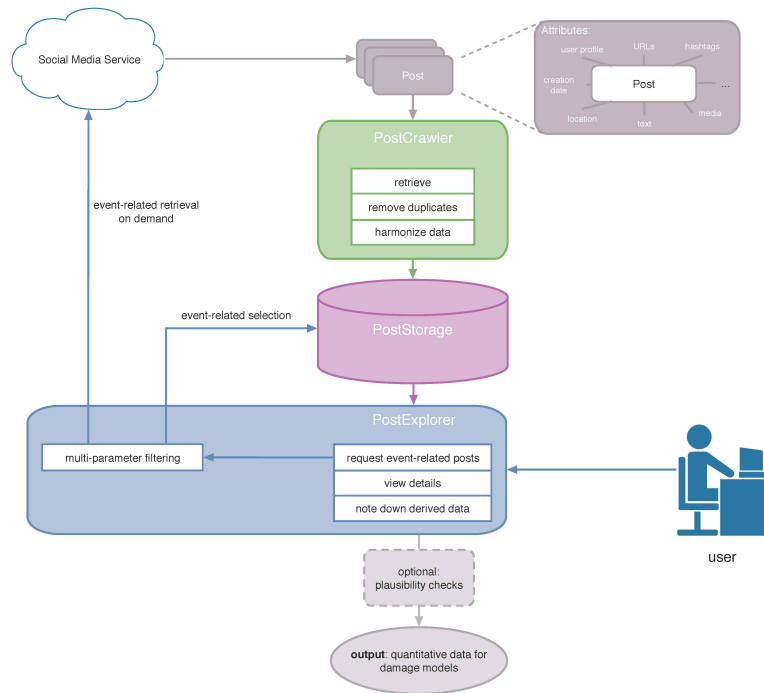 Social Media Service
Post
Attributes:
user profile
URLs
hashtags
creation
date
Post
...
location
text
media
PostCrawler
retrieve
remove duplicates
harmonize data
event-related retrieval
on demand
event-related selection
PostStorage
PostExplorer
multi-parameter filtering
request event-related posts
view details
note down derived data
user
optional:
plausibility checks
output: quantitative data for
damage models